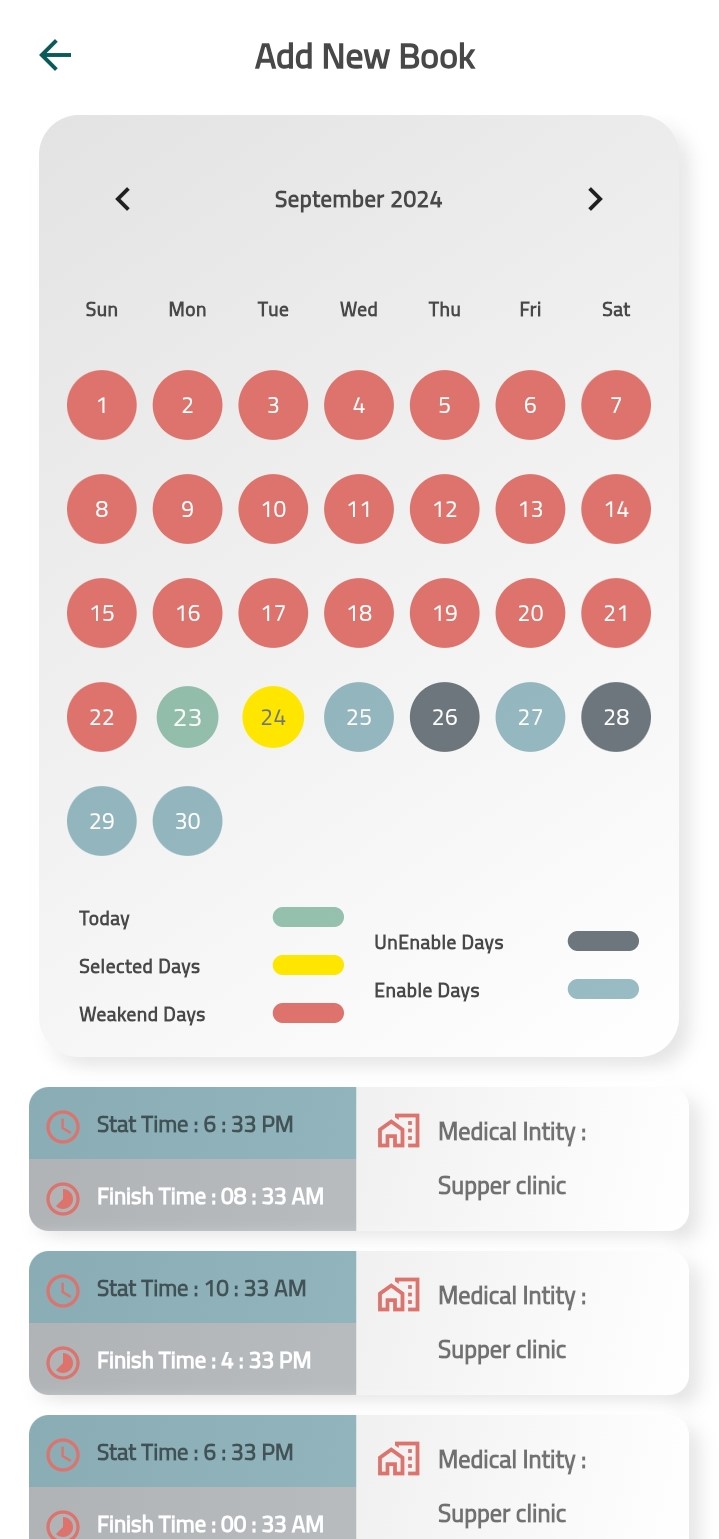 Add New Book
September 2024
Sun Mon Tue Wed Thu Fri Sat
1 2 3 4 5 6 7
8 9 10 11 12 13 14
15 16 17 18 19 20 21
22 23 24 25 26 27 28
29 30
Today
Selected Days
Weakend Days
UnEnable Days
Enable Days
Stat Time : 6 : 33 PM
Finish Time : 08 : 33 AM
Medical Intity :
Supper clinic
Stat Time : 10 : 33 AM
Finish Time : 4 : 33 PM
Medical Intity :
Supper clinic
Stat Time : 6 : 33 PM
Finish Time : 00 : 33 AM
Medical Intity :
Supper clinic